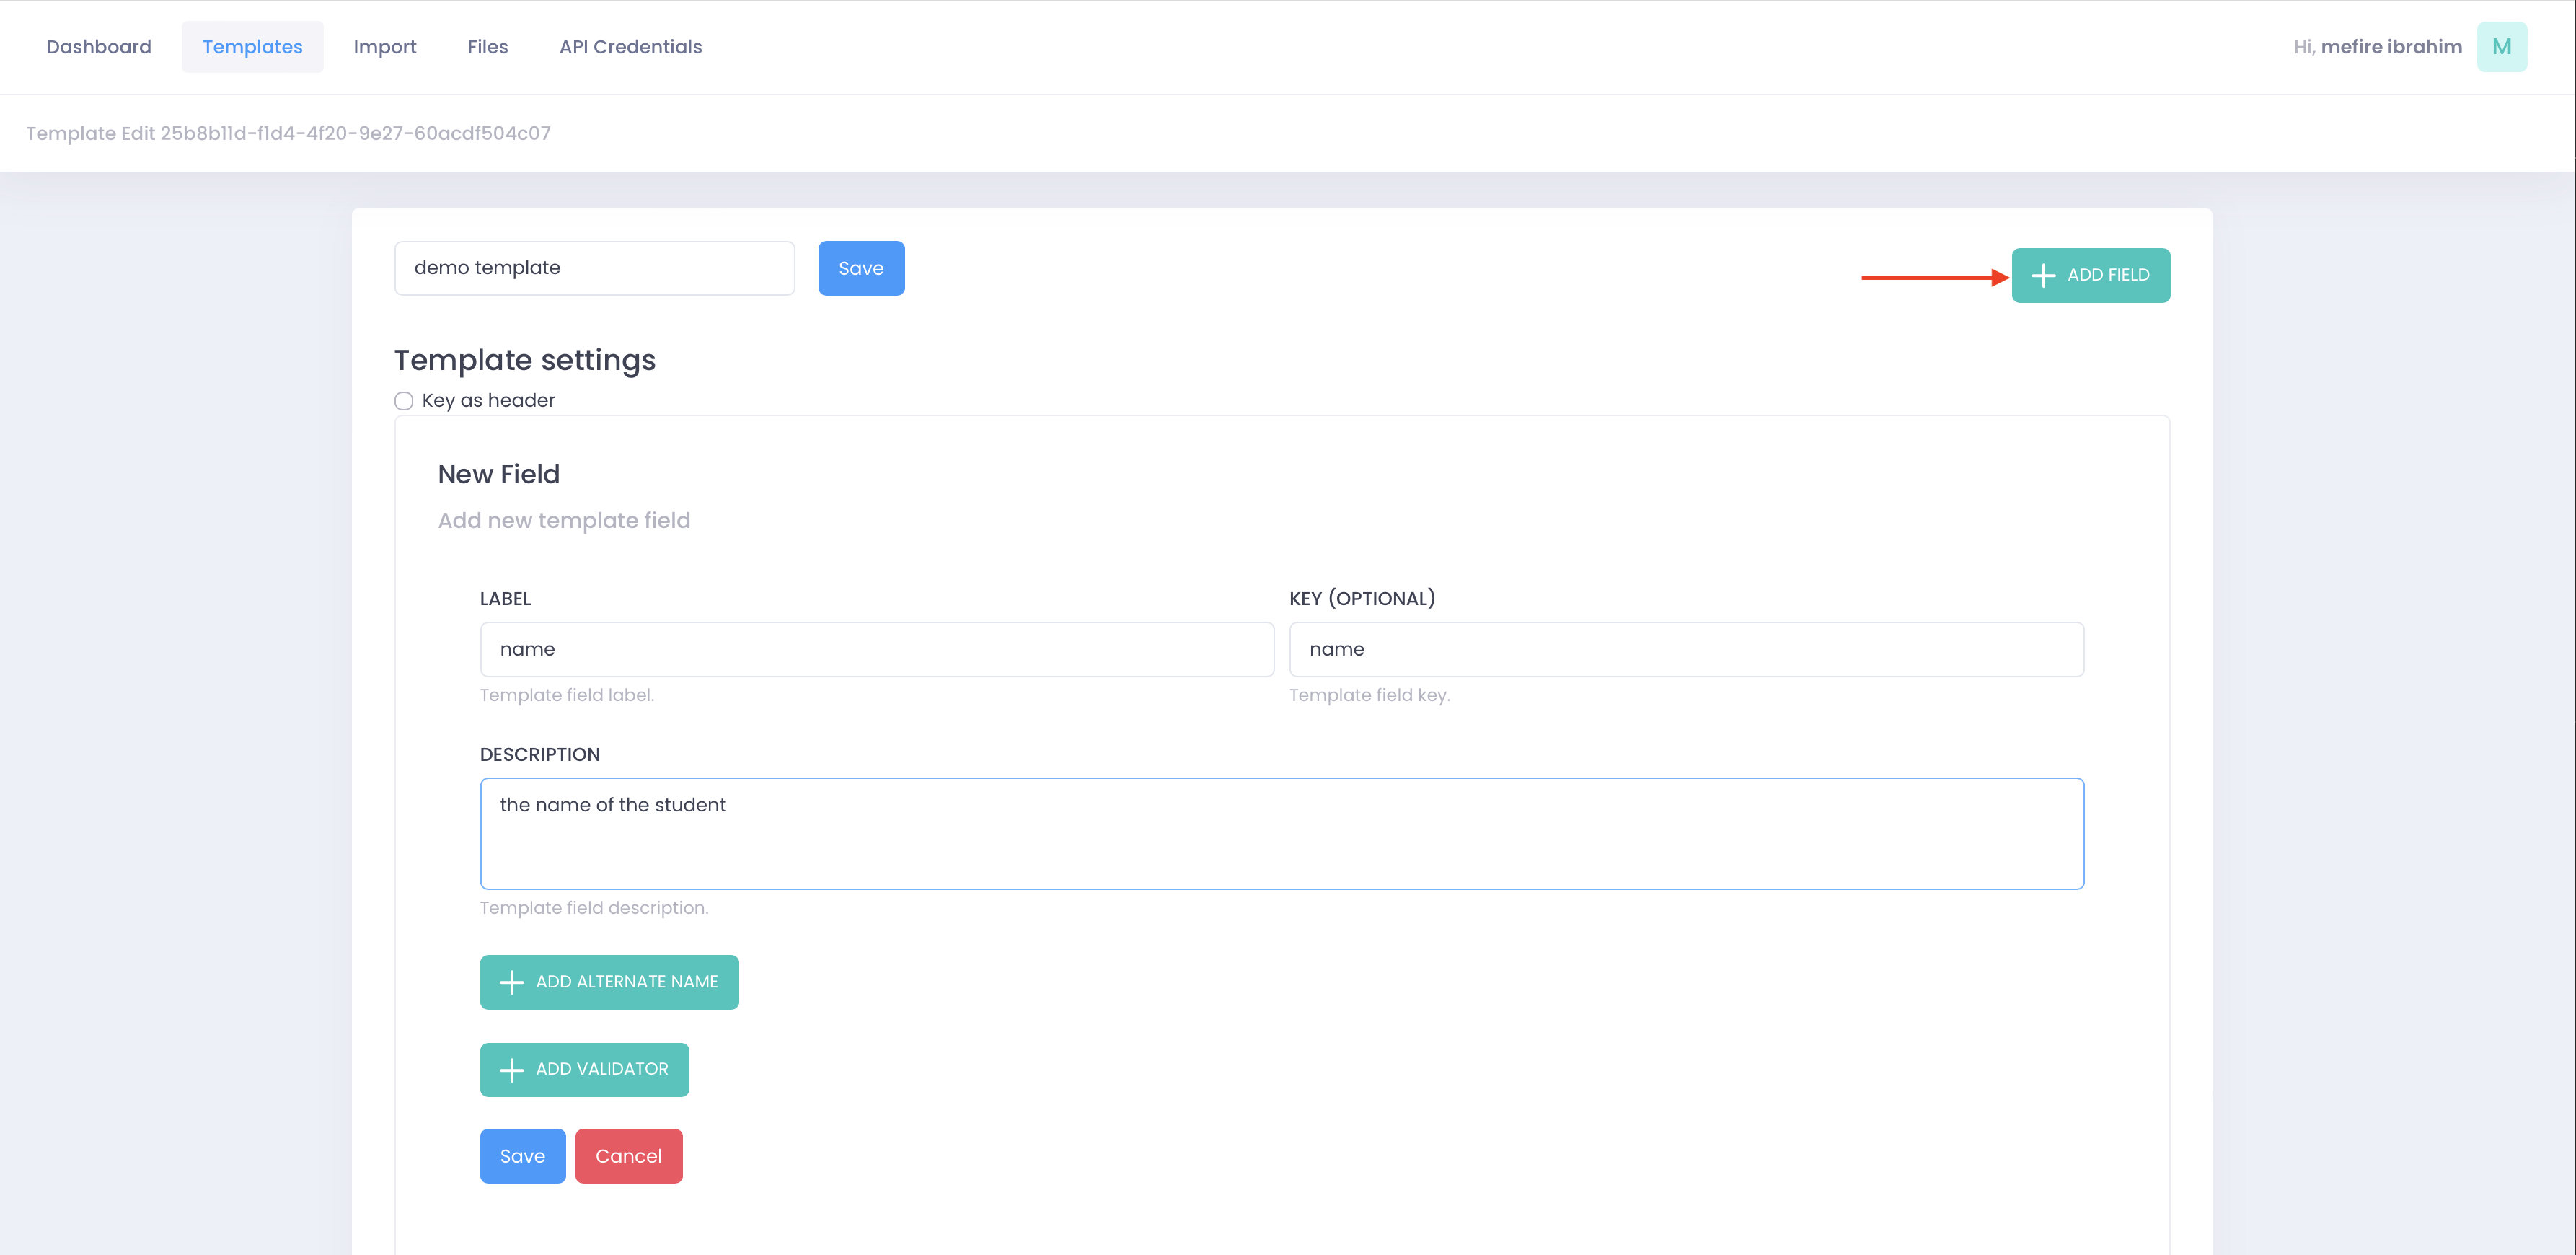 Dashboard Templates Import Files API Credentials Hi, mefire ibrahim M
Template Edit 25b8b11d-f1d4-4f20-9e27-60acdf504c07
demo template Save ADD FIELD
Template settings
Key as header
New Field
Add new template field
LABEL KEY (OPTIONAL)
name name
Template field label. Template field key.
DESCRIPTION
the name of the student
Template field description.
ADD ALTERNATE NAME
ADD VALIDATOR
Save Cancel